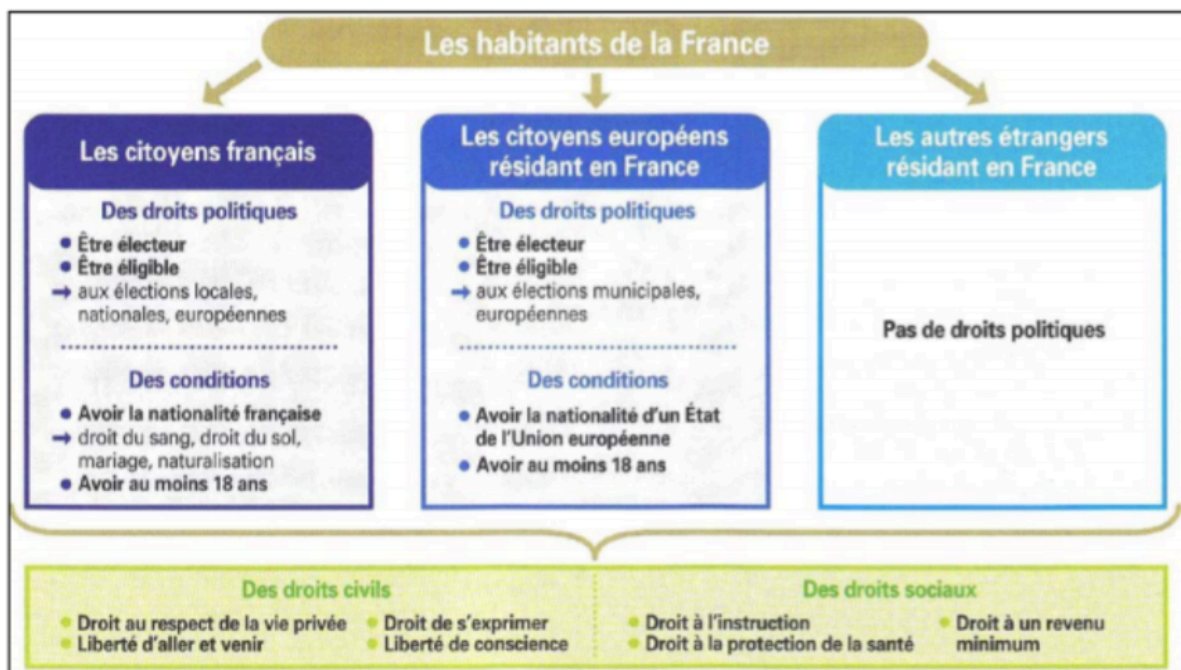 Les habitants de la France
Les citoyens français
Des droits politiques
• Être électeur
• Être éligible
→ aux élections locales,
nationales, européennes
Des conditions
• Avoir la nationalité française
→ droit du sang, droit du sol,
mariage, naturalisation
• Avoir au moins 18 ans
Les citoyens européens
résidant en France
Des droits politiques
• Être électeur
• Être éligible
→ aux élections municipales,
européennes
Des conditions
• Avoir la nationalité d'un État
de l'Union européenne
• Avoir au moins 18 ans
Les autres étrangers
résidant en France
Pas de droits politiques
Des droits civils
• Droit au respect de la vie privée
• Liberté d'aller et venir
• Droit de s'exprimer
• Liberté de conscience
Des droits sociaux
• Droit à l'instruction
• Droit à la protection de la santé
• Droit à un revenu
minimum